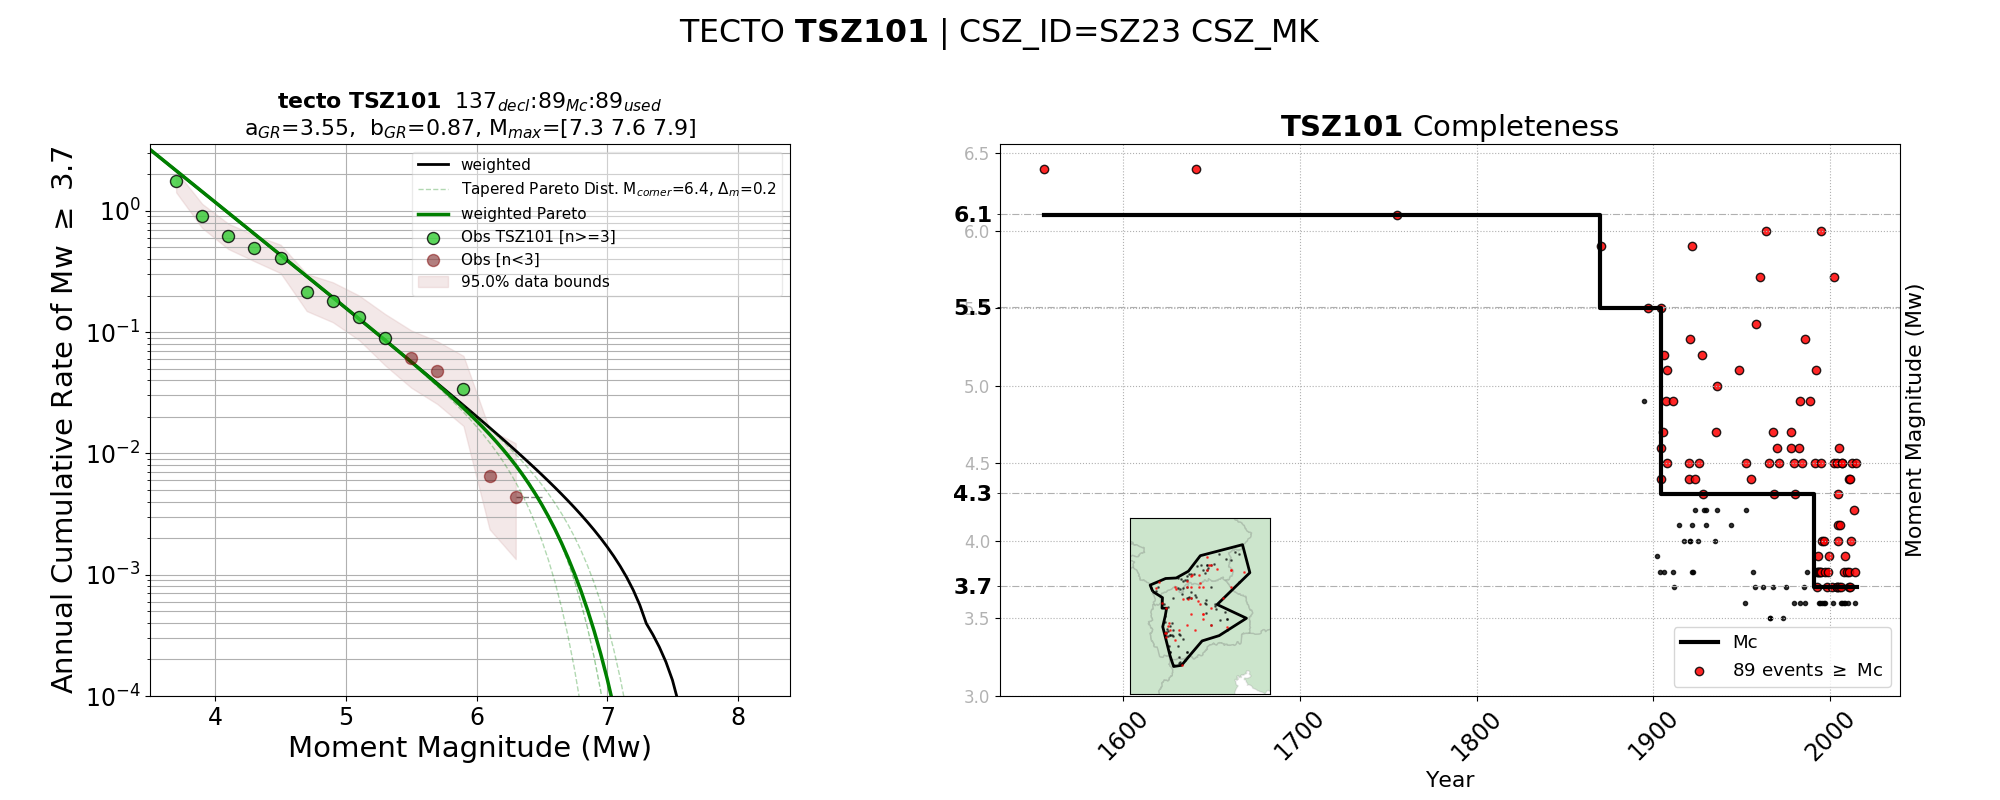 TECTO TSZ101 | CSZ_ID=SZ23 CSZ_MK
tecto TSZ101 137decl:89Mc:89used
aGR=3.55, bGR=0.87, Mmax=[7.3 7.6 7.9]
Annual Cumulative Rate of Mw ≥ 3.7
10^0
10^−1
10^−2
10^−3
10^−4
4 5 6 7 8
Moment Magnitude (Mw)
weighted
Tapered Pareto Dist. Mcorner=6.4, Δm=0.2
weighted Pareto
Obs TSZ101 [n>=3]
Obs [n<3]
95.0% data bounds
TSZ101 Completeness
6.5
6.1
6.0
5.5
5.0
4.5
4.3
4.0
3.7
3.5
3.0
1600 1700 1800 1900 2000
Year
Moment Magnitude (Mw)
Mc
89 events ≥ Mc